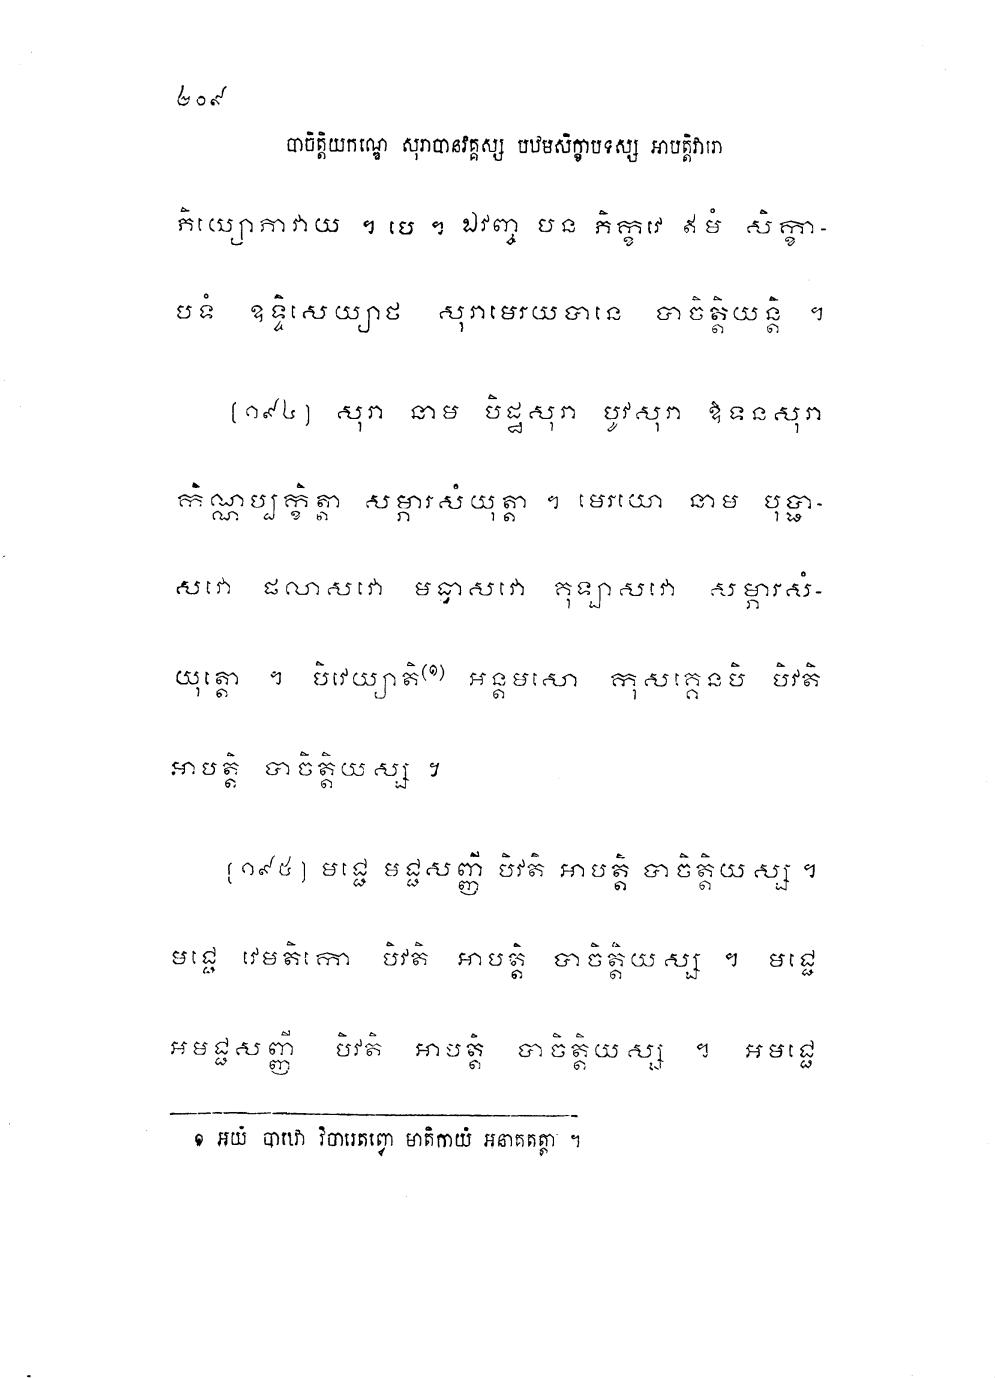 ២០៩
បាចិត្តិយកណ្ឌេ សុរាបានវគ្គស្ស បឋមសិក្ខាបទស្ស អាបត្តិវារោ
ភិយ្យោភាវាយ ។ បេ ។ ឯវញ្ច បន ភិក្ខវេ ឥមំ សិក្ខា-
បទំ ឧទ្ទិសេយ្យាថ សុរាមេរយបានេ បាចិត្តិយន្តិ ។
(១៩៤) សុរា នាម បិដ្ឋសុរា បូវសុរា ឱទនសុរា
កិណ្ណប្បក្ខិត្តា សម្ភារសំយុត្តា ។ មេរយោ នាម បុប្ផា-
សវោ ផលាសវោ មធ្វាសវោ គុឡាសវោ សម្ភារសំ-
យុត្តោ ។ បិវេយ្យាតិ(១) អន្តមសោ កុសគ្គេនបិ បិវតិ
អាបត្តិ បាចិត្តិយស្ស ។
(១៩៥) មជ្ជេ មជ្ជសញ្ញី បិវតិ អាបត្តិ បាចិត្តិយស្ស ។
មជ្ជេ វេមតិកោ បិវតិ អាបត្តិ បាចិត្តិយស្ស ។ មជ្ជេ
អមជ្ជសញ្ញី បិវតិ អាបត្តិ បាចិត្តិយស្ស ។ អមជ្ជេ
១ អយំ បាឋោ វិចារេតព្វោ មាតិកាយំ អនាគតត្តា ។